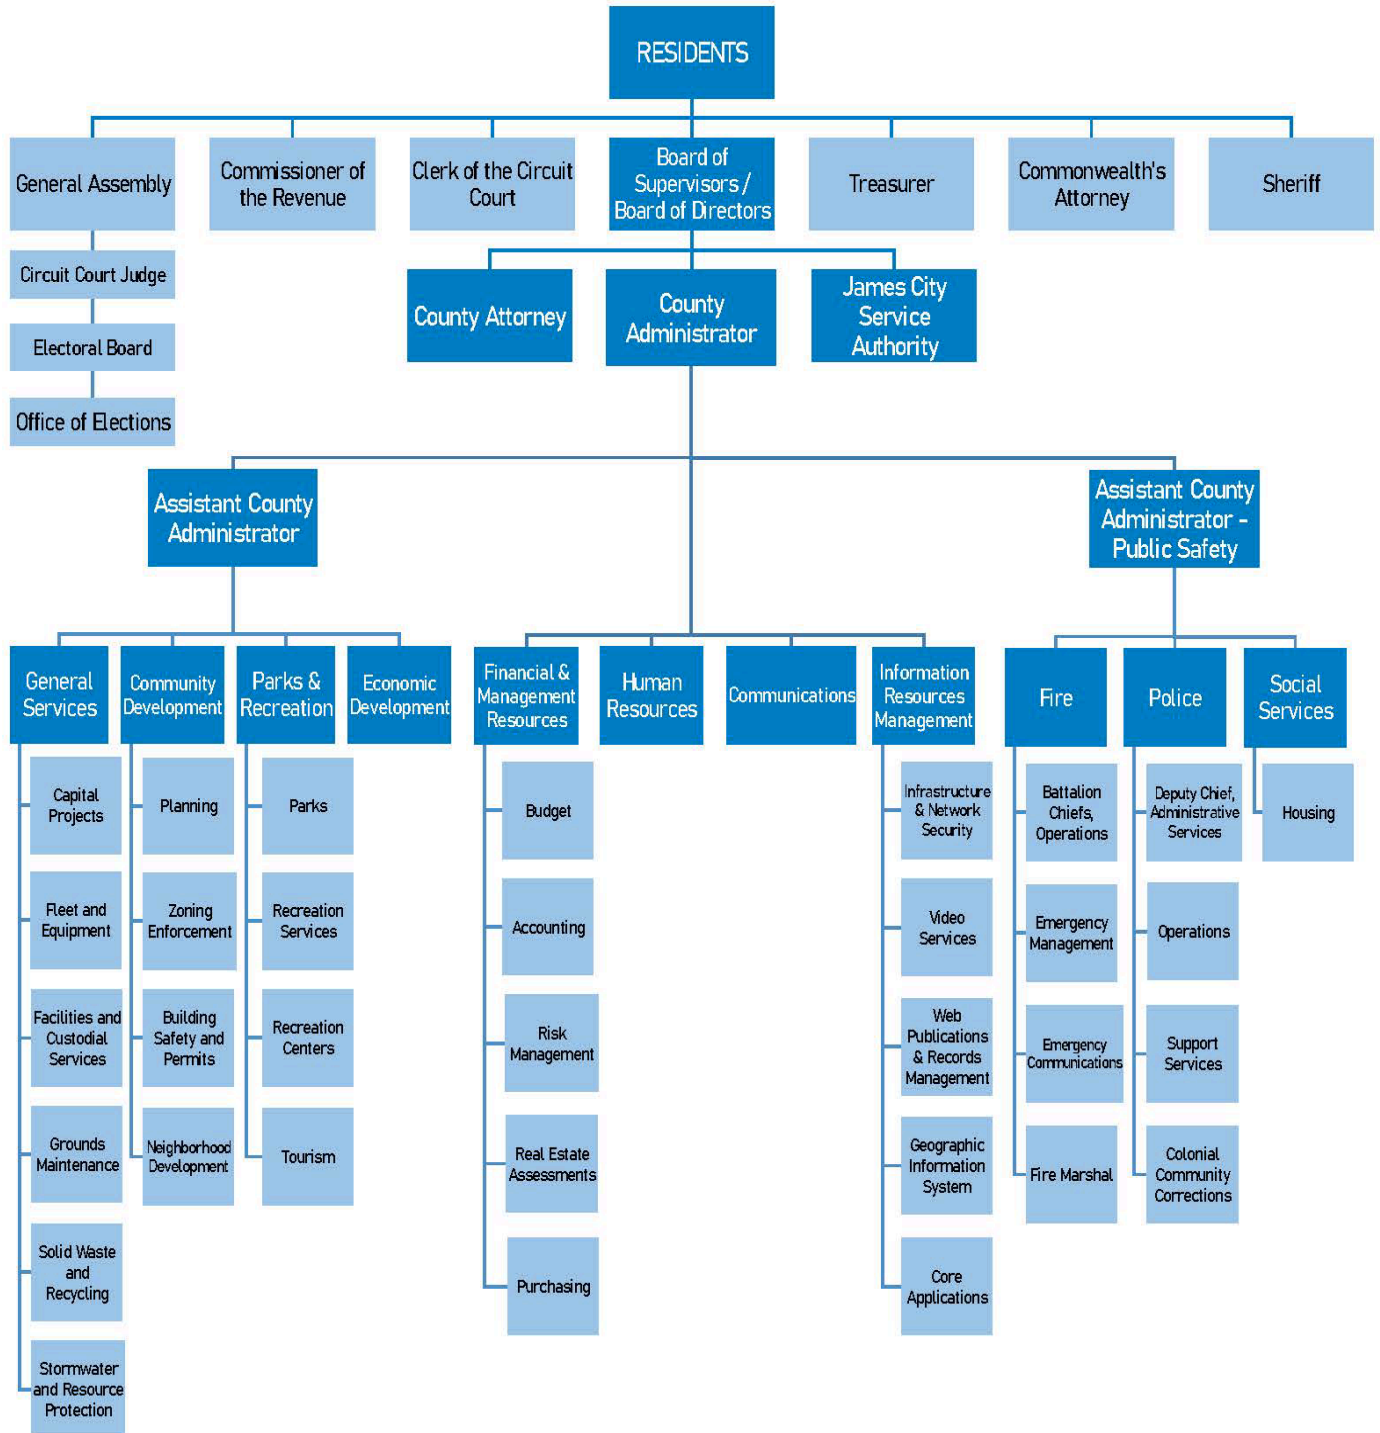 RESIDENTS
General Assembly
Commissioner of
the Revenue
Clerk of the Circuit
Court
Board of
Supervisors /
Board of Directors
Treasurer
Commonwealth's
Attorney
Sheriff
Circuit Court Judge
Electoral Board
Office of Elections
County Attorney
County
Administrator
James City
Service
Authority
Assistant County
Administrator
Assistant County
Administrator -
Public Safety
General
Services
Community
Development
Parks &
Recreation
Economic
Development
Financial &
Management
Resources
Human
Resources
Communications
Information
Resources
Management
Fire
Police
Social
Services
Capital
Projects
Fleet and
Equipment
Facilities and
Custodial
Services
Grounds
Maintenance
Solid Waste
and
Recycling
Stormwater
and Resource
Protection
Planning
Zoning
Enforcement
Building
Safety and
Permits
Neighborhood
Development
Parks
Recreation
Services
Recreation
Centers
Tourism
Budget
Accounting
Risk
Management
Real Estate
Assessments
Purchasing
Infrastructure
& Network
Security
Video
Services
Web
Publications
& Records
Management
Geographic
Information
System
Core
Applications
Battalion
Chiefs,
Operations
Emergency
Management
Emergency
Communications
Fire Marshal
Deputy Chief,
Administrative
Services
Operations
Support
Services
Colonial
Community
Corrections
Housing